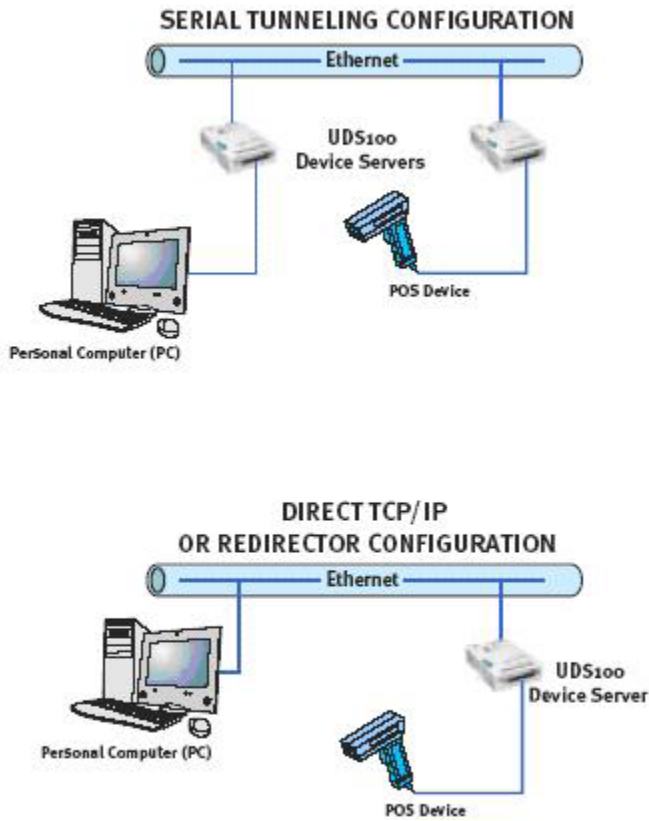 SERIAL TUNNELING CONFIGURATION
Ethernet
UDS100
Device Servers
POS Device
Personal Computer (PC)
DIRECT TCP/IP
OR REDIRECTOR CONFIGURATION
Ethernet
UDS100
Device Server
Personal Computer (PC)
POS Device